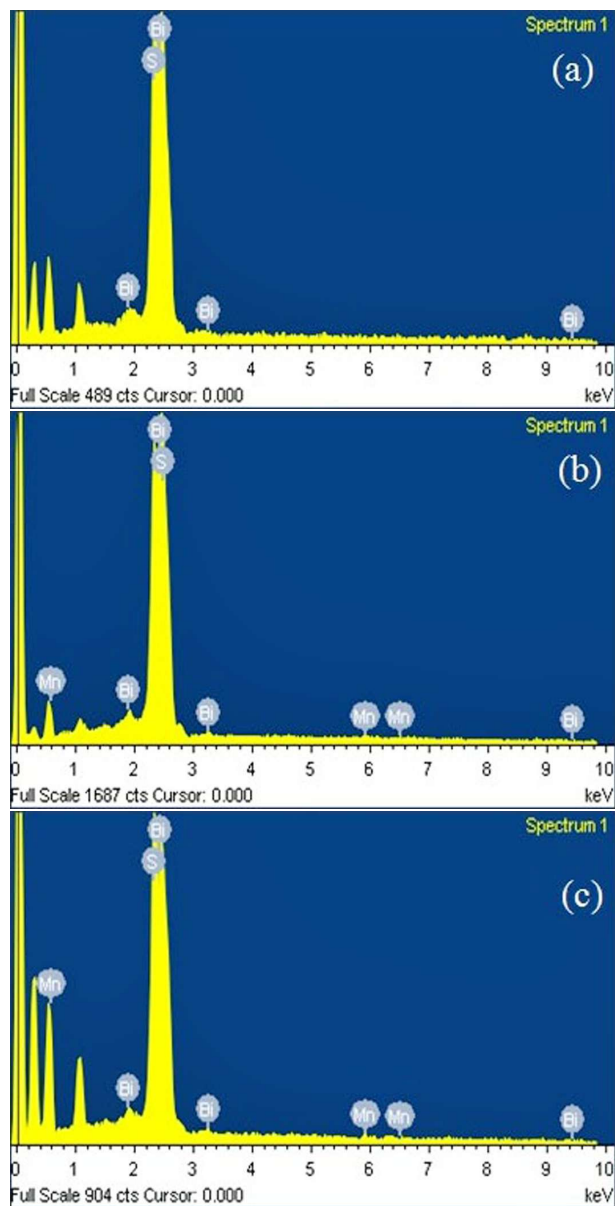 Spectrum 1
(a)
Bi
S
Bi
Bi
Bi
0 1 2 3 4 5 6 7 8 9 10
Full Scale 489 cts Cursor: 0.000 keV
Spectrum 1
(b)
Bi
S
Mn
Bi
Bi
Mn
Mn
Bi
0 1 2 3 4 5 6 7 8 9 10
Full Scale 1687 cts Cursor: 0.000 keV
Spectrum 1
(c)
Bi
S
Mn
Bi
Bi
Mn
Mn
Bi
0 1 2 3 4 5 6 7 8 9 10
Full Scale 904 cts Cursor: 0.000 keV